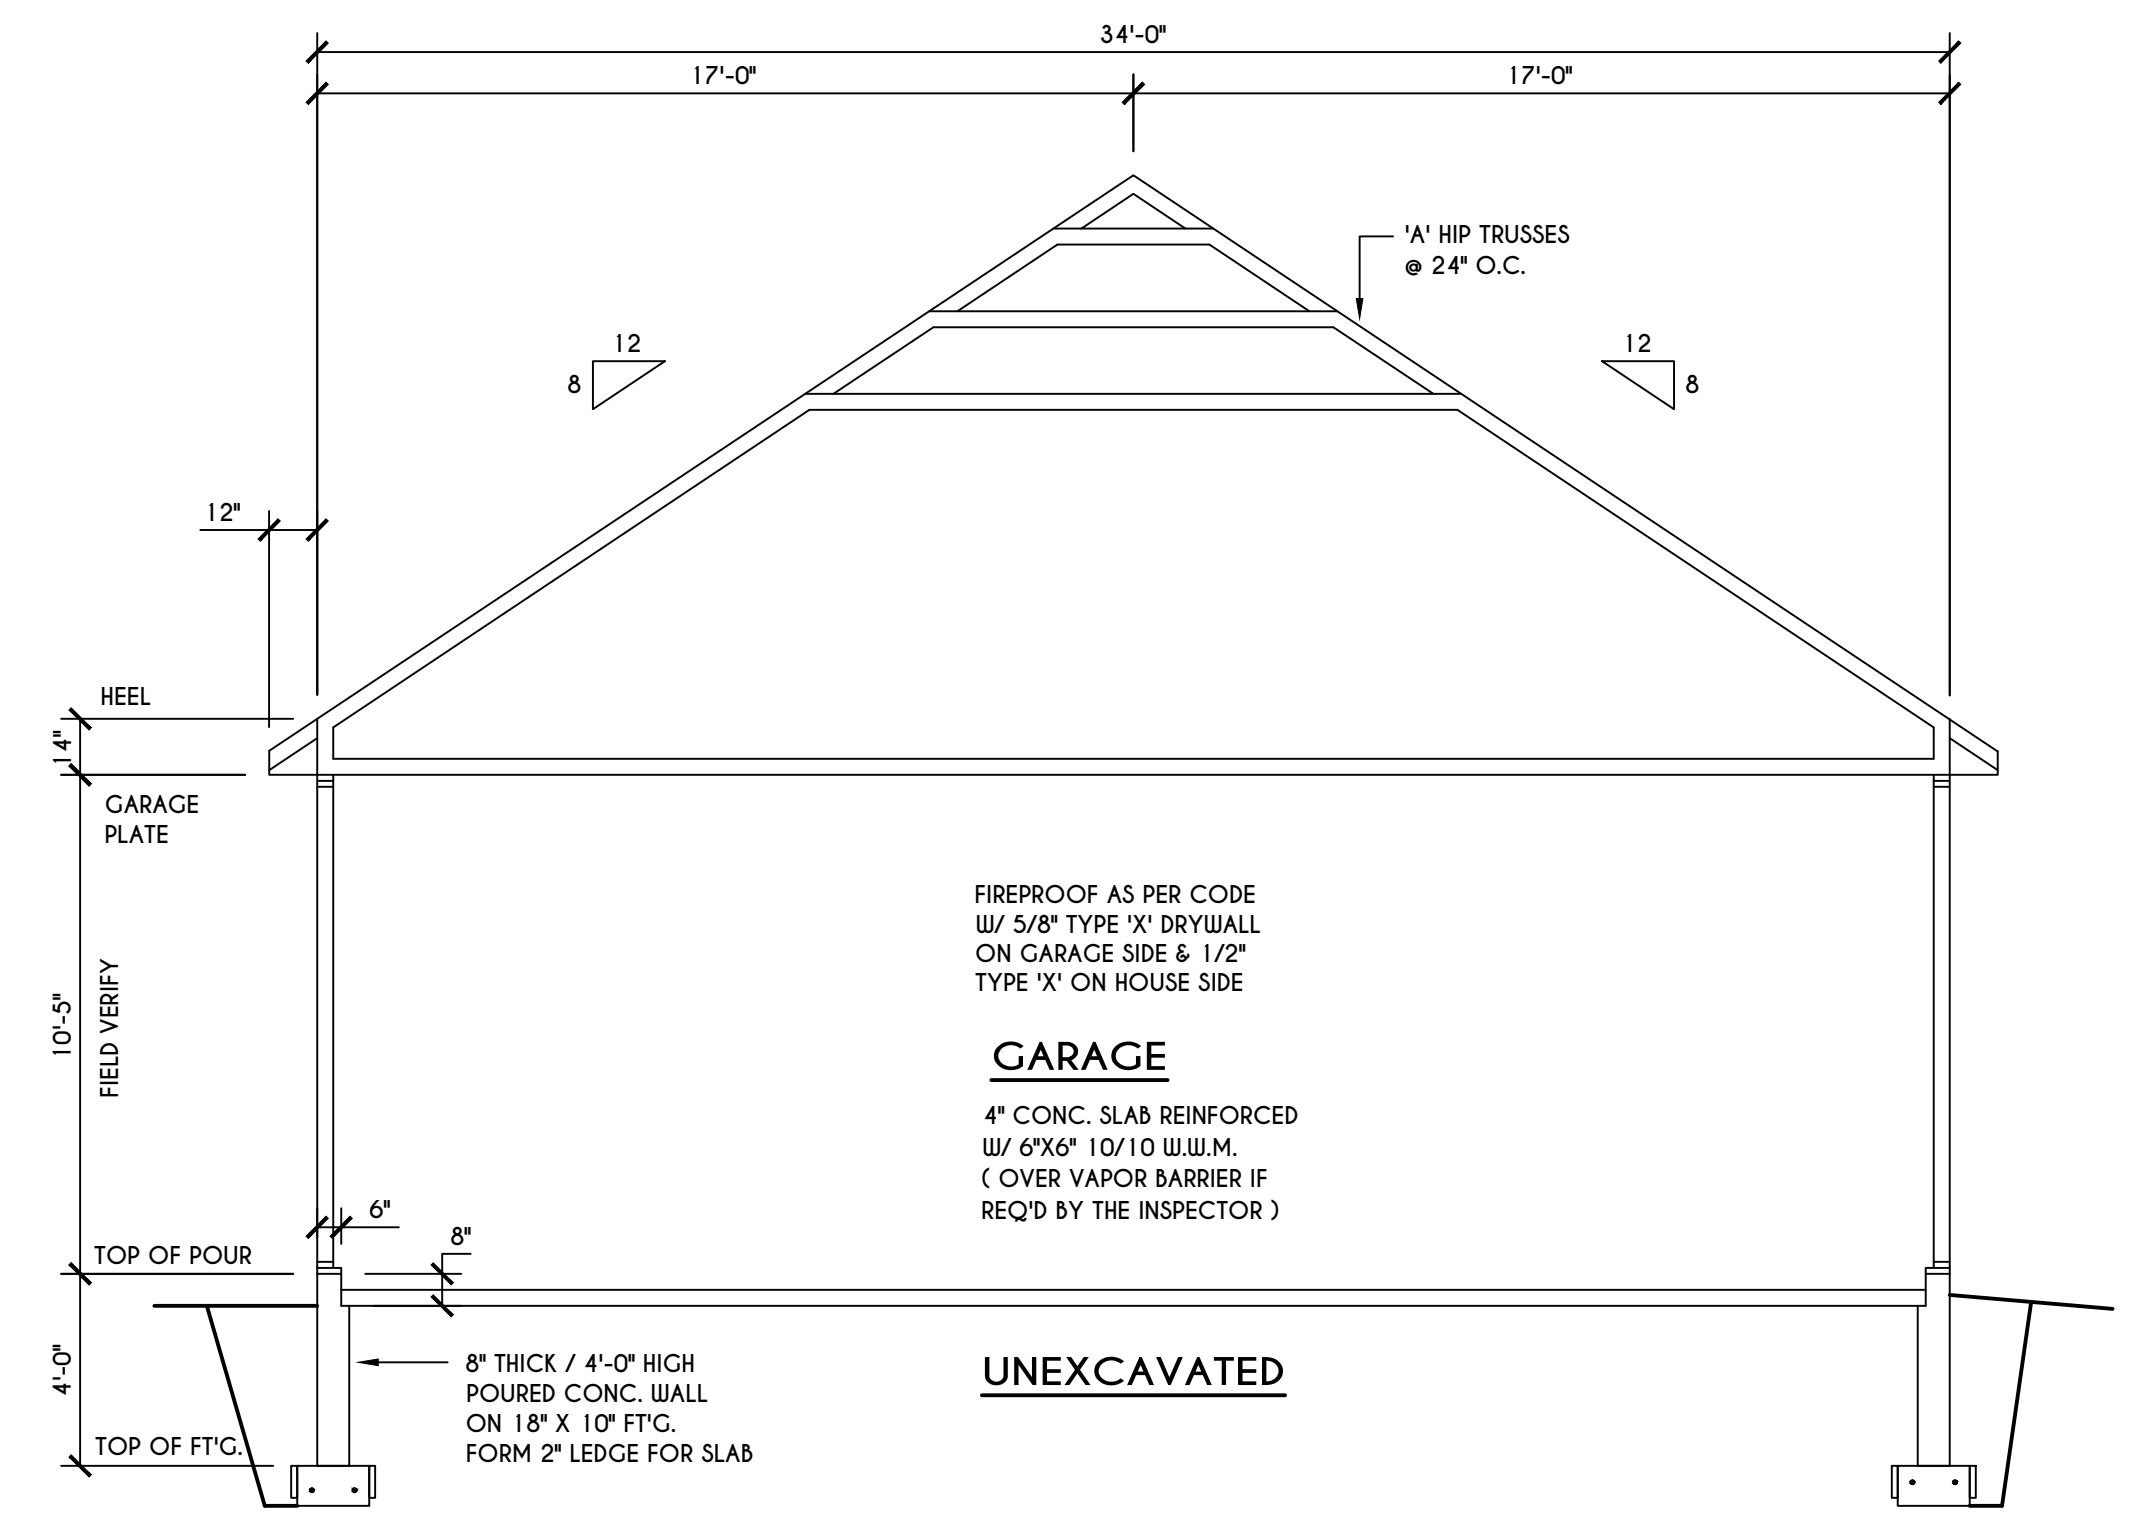 34'-0"
17'-0"
17'-0"
'A' HIP TRUSSES
@ 24" O.C.
12
8
12
8
12"
HEEL
14"
GARAGE
PLATE
FIREPROOF AS PER CODE
W/ 5/8" TYPE 'X' DRYWALL
ON GARAGE SIDE & 1/2"
TYPE 'X' ON HOUSE SIDE
10'-5"
FIELD VERIFY
GARAGE
4" CONC. SLAB REINFORCED
W/ 6"X6" 10/10 W.W.M.
( OVER VAPOR BARRIER IF
REQ'D BY THE INSPECTOR )
6"
8"
TOP OF POUR
4'-0"
8" THICK / 4'-0" HIGH
POURED CONC. WALL
ON 18" X 10" FT'G.
FORM 2" LEDGE FOR SLAB
UNEXCAVATED
TOP OF FT'G.